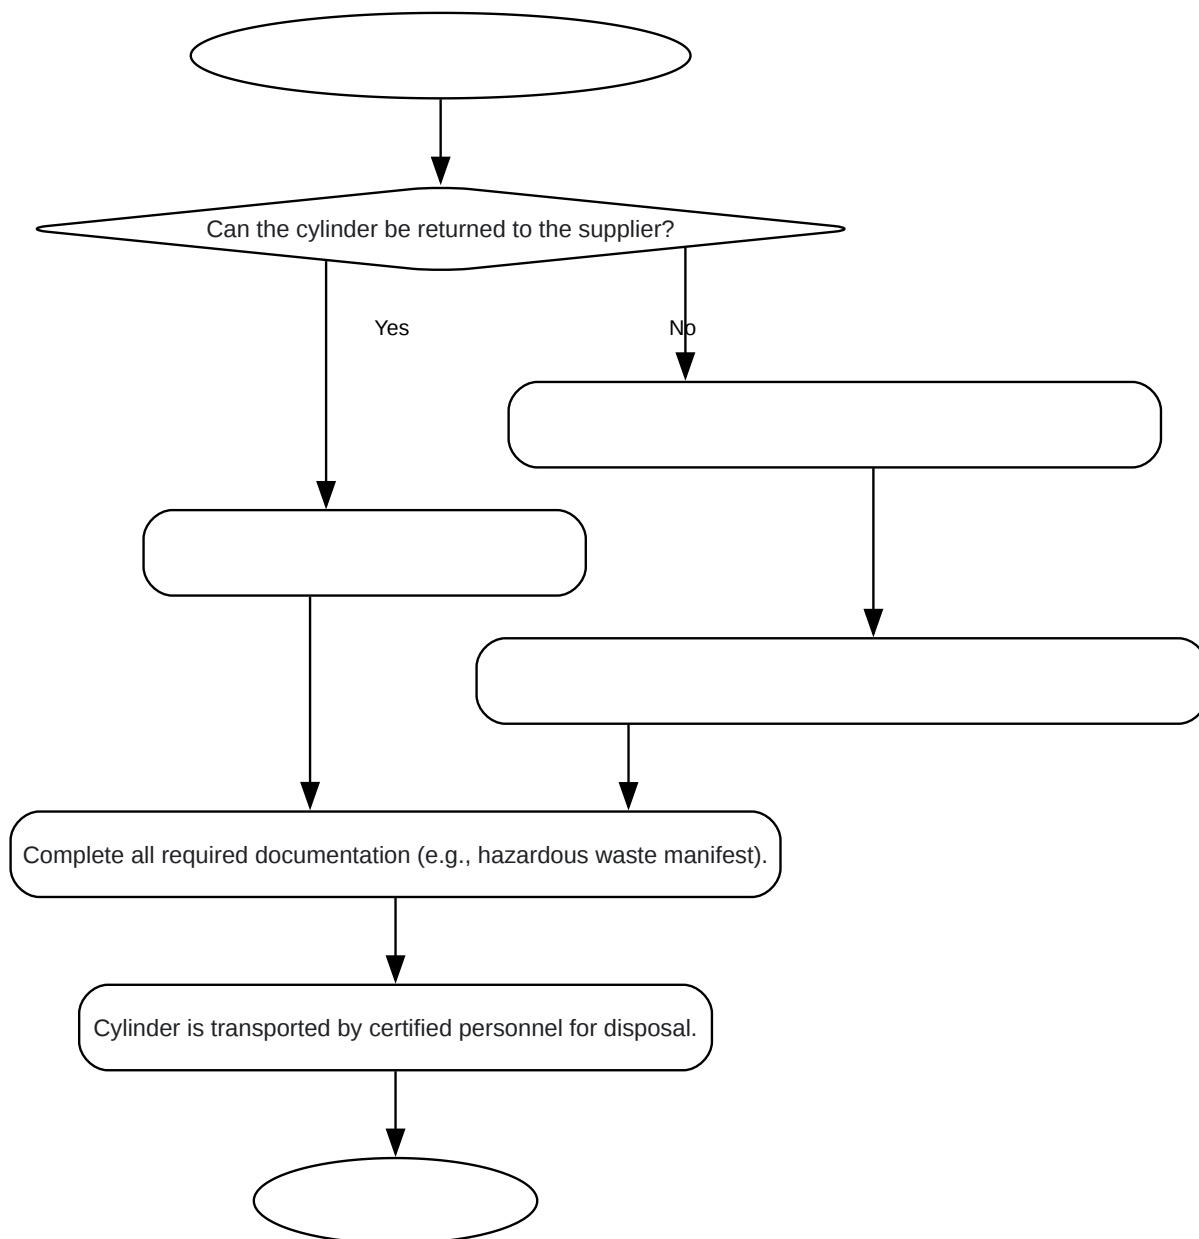 Can the cylinder be returned to the supplier?
Yes
No
Complete all required documentation (e.g., hazardous waste manifest).
Cylinder is transported by certified personnel for disposal.